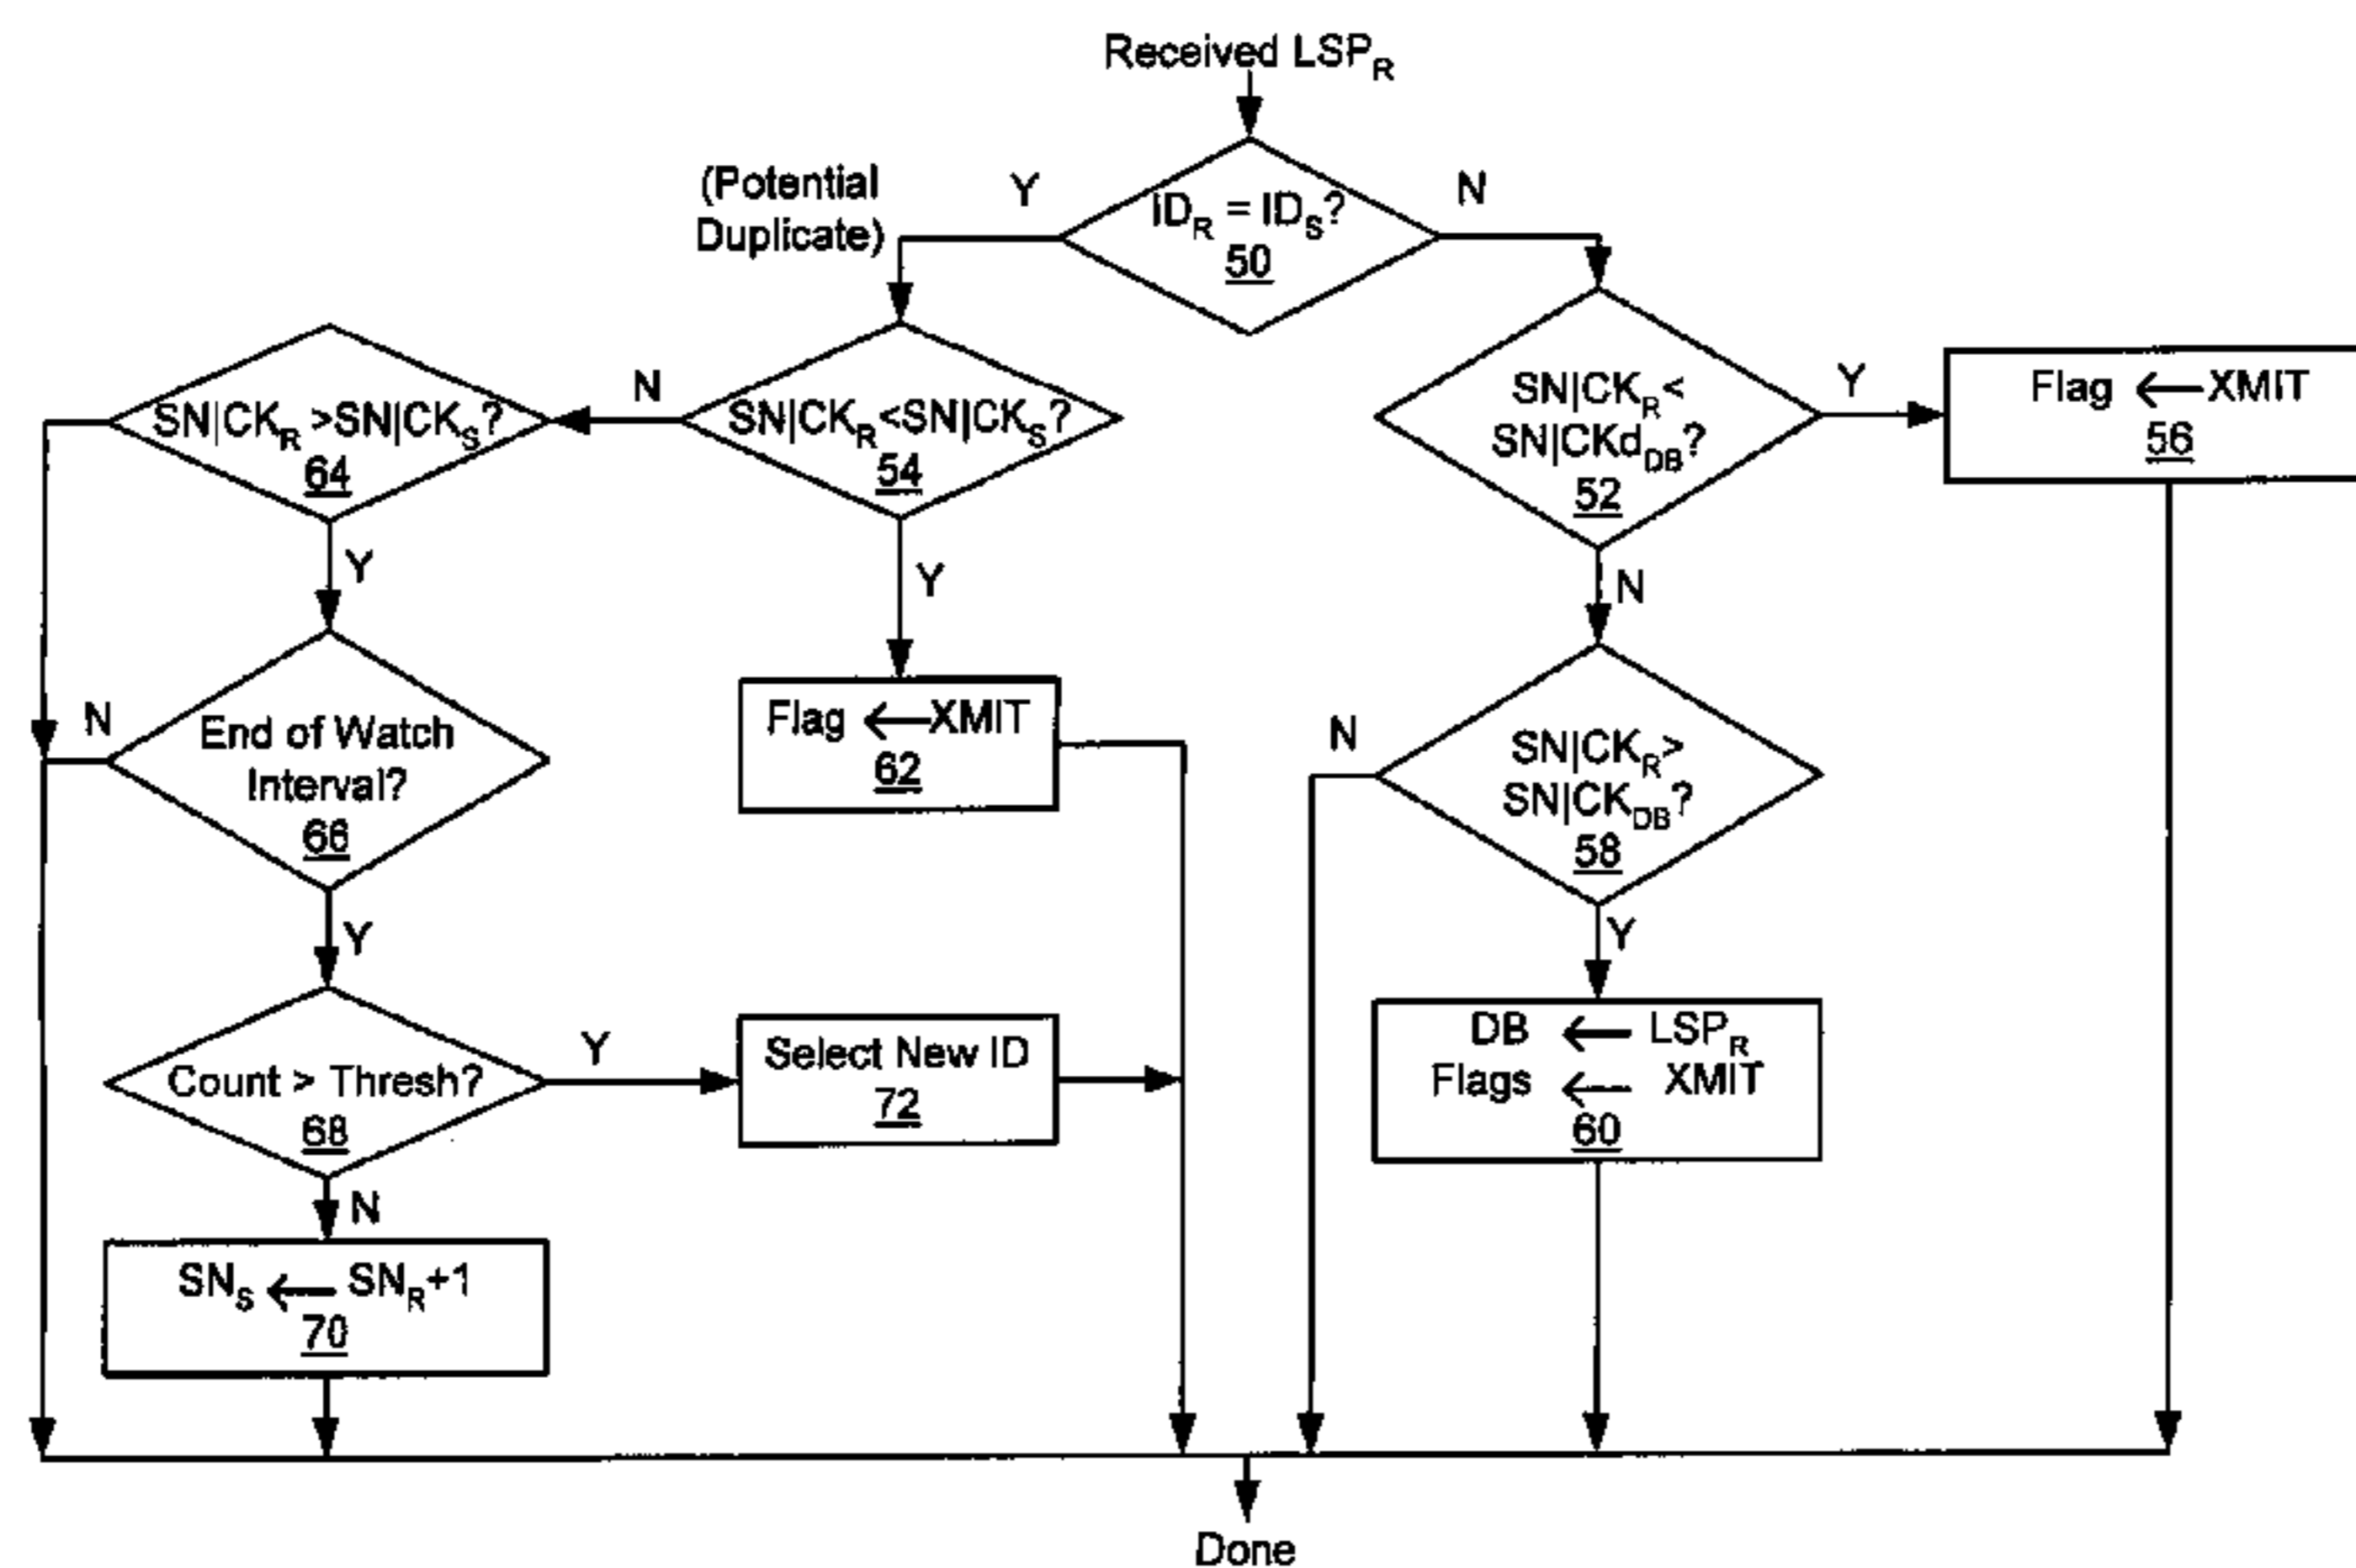 Received LSPR
(Potential
Duplicate)
Y
N
IDR = IDS?
50
SN|CKR >SN|CKS?
64
N
SN|CKR<SN|CKS?
54
SN|CKR<
SN|CKdDB?
52
Y
Flag ←XMIT
56
Y
Y
N
N
End of Watch
Interval?
66
Flag ←XMIT
62
N
SN|CKR>
SN|CKDB?
58
Y
Y
Count > Thresh?
68
Y
Select New ID
72
DB ← LSPR
Flags ← XMIT
60
N
SNS ← SNR+1
70
Done